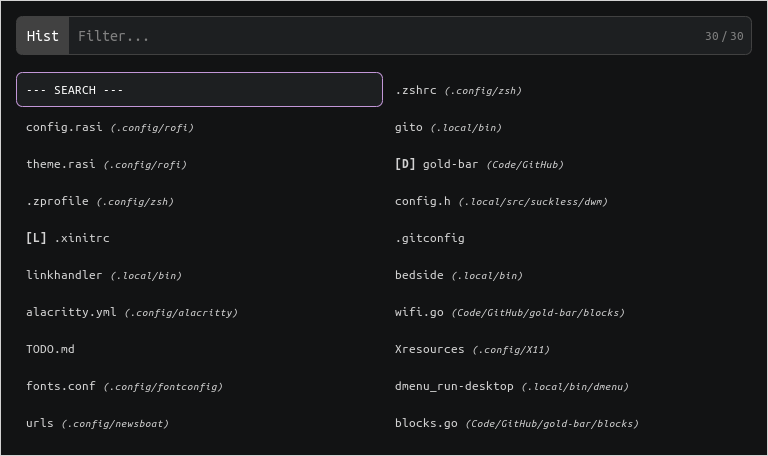 Hist Filter... 30/30
--- SEARCH ---
config.rasi (.config/rofi)
theme.rasi (.config/rofi)
.zprofile (.config/zsh)
[L] .xinitrc
linkhandler (.local/bin)
alacritty.yml (.config/alacritty)
TODO.md
fonts.conf (.config/fontconfig)
urls (.config/newsboat)
.zshrc (.config/zsh)
gito (.local/bin)
[D] gold-bar (Code/GitHub)
config.h (.local/src/suckless/dwm)
.gitconfig
bedside (.local/bin)
wifi.go (Code/GitHub/gold-bar/blocks)
Xresources (.config/X11)
dmenu_run-desktop (.local/bin/dmenu)
blocks.go (Code/GitHub/gold-bar/blocks)